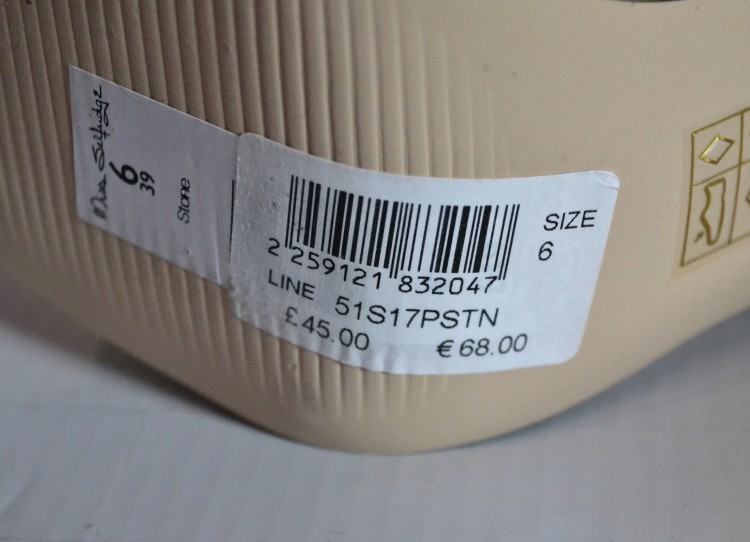 Miss Selfridge
6
39
Stone
2 259121 832047
SIZE
6
LINE 51S17PSTN
£45.00 €68.00